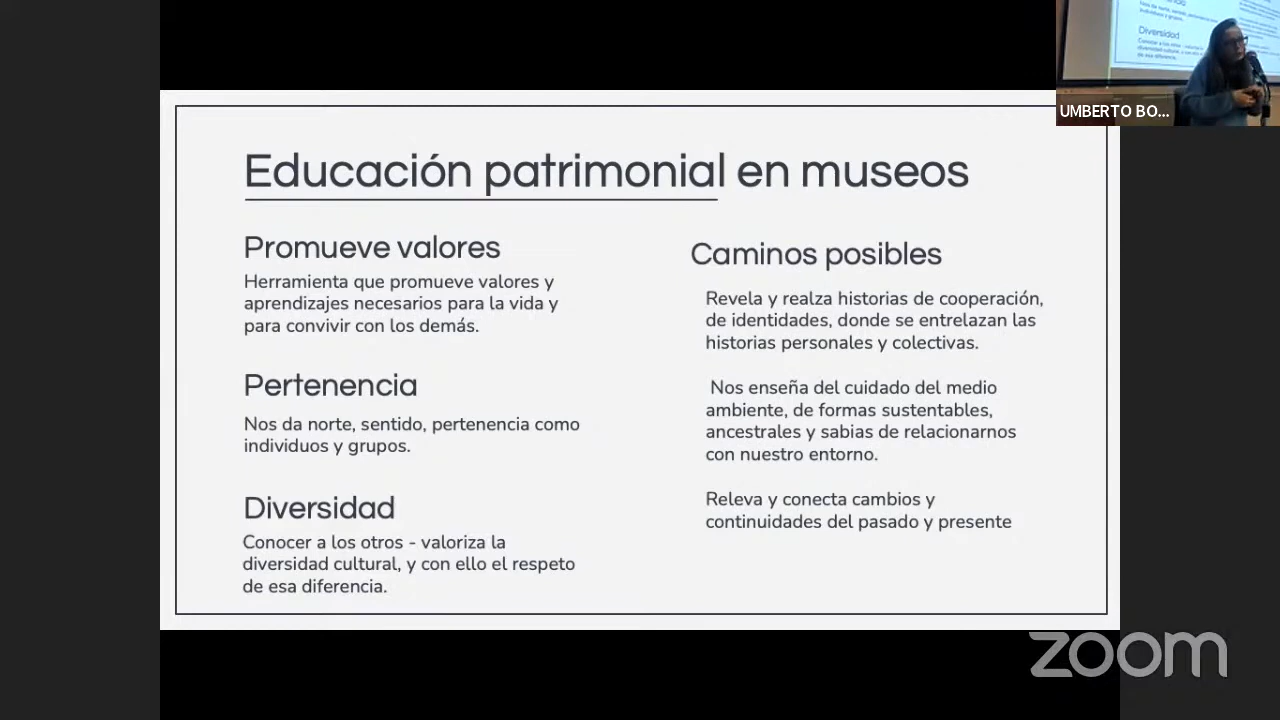 Educación patrimonial en museos
Promueve valores
Herramienta que promueve valores y
aprendizajes necesarios para la vida y
para convivir con los demás.
Pertenencia
Nos da norte, sentido, pertenencia como
individuos y grupos.
Diversidad
Conocer a los otros - valoriza la
diversidad cultural, y con ello el respeto
de esa diferencia.
Caminos posibles
Revela y realza historias de cooperación,
de identidades, donde se entrelazan las
historias personales y colectivas.
Nos enseña del cuidado del medio
ambiente, de formas sustentables,
ancestrales y sabias de relacionarnos
con nuestro entorno.
Releva y conecta cambios y
continuidades del pasado y presente
Diversidad
UMBERTO BO...
zoom